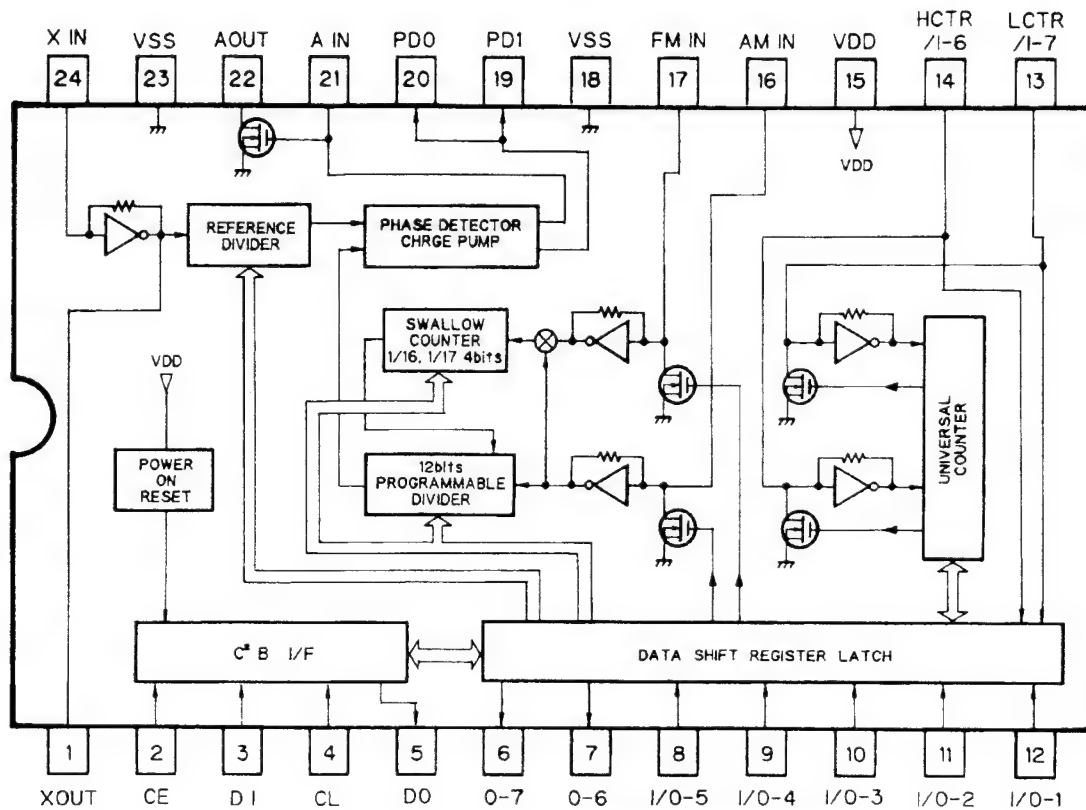 X IN VSS AOUT A IN PD0 PD1 VSS FM IN AM IN VDD HCTR /I-6 LCTR /I-7
24 23 22 21 20 19 18 17 16 15 14 13
VDD
REFERENCE
DIVIDER
PHASE DETECTOR
CHRGE PUMP
SWALLOW
COUNTER
1/16, 1/17 4bits
VDD
POWER
ON
RESET
12bits
PROGRAMMABLE
DIVIDER
UNIVERSAL
COUNTER
C²B I/F
DATA SHIFT REGISTER LATCH
1 2 3 4 5 6 7 8 9 10 11 12
XOUT CE DI CL DO O-7 O-6 I/O-5 I/O-4 I/O-3 I/O-2 I/O-1